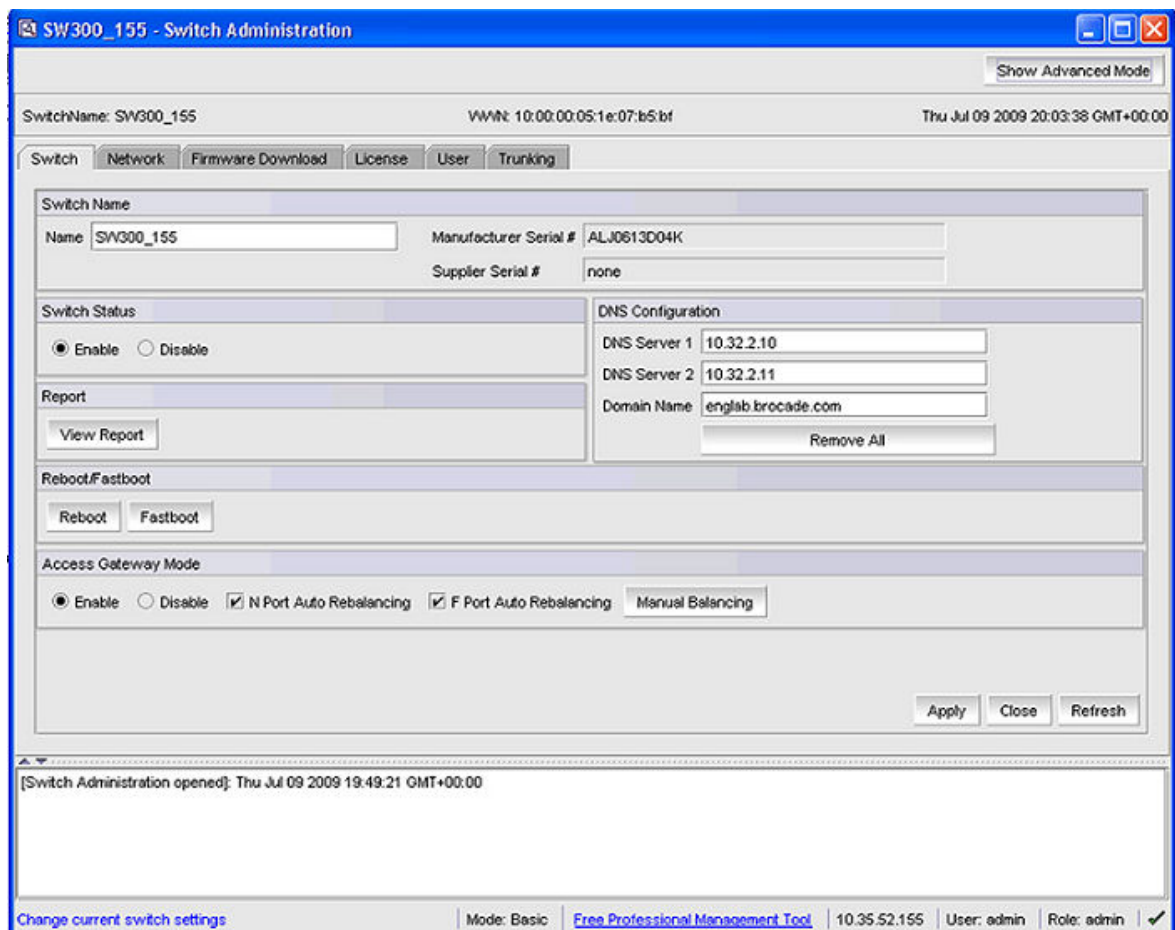 SW300_155 - Switch Administration
Show Advanced Mode
SwitchName: SW300_155 WWN: 10:00:00:05:1e:07:b5:bf Thu Jul 09 2009 20:03:38 GMT+00:00
Switch Network Firmware Download License User Trunking
Switch Name
Name SW300_155 Manufacturer Serial # ALJ0613D04K
Supplier Serial # none
Switch Status
Enable Disable
DNS Configuration
DNS Server 1 10.32.2.10
DNS Server 2 10.32.2.11
Domain Name englab.brocade.com
Remove All
Report
View Report
Reboot/Fastboot
Reboot Fastboot
Access Gateway Mode
Enable Disable N Port Auto Rebalancing F Port Auto Rebalancing Manual Balancing
Apply Close Refresh
[Switch Administration opened]: Thu Jul 09 2009 19:49:21 GMT+00:00
Change current switch settings Mode: Basic Free Professional Management Tool 10.35.52.155 User: admin Role: admin